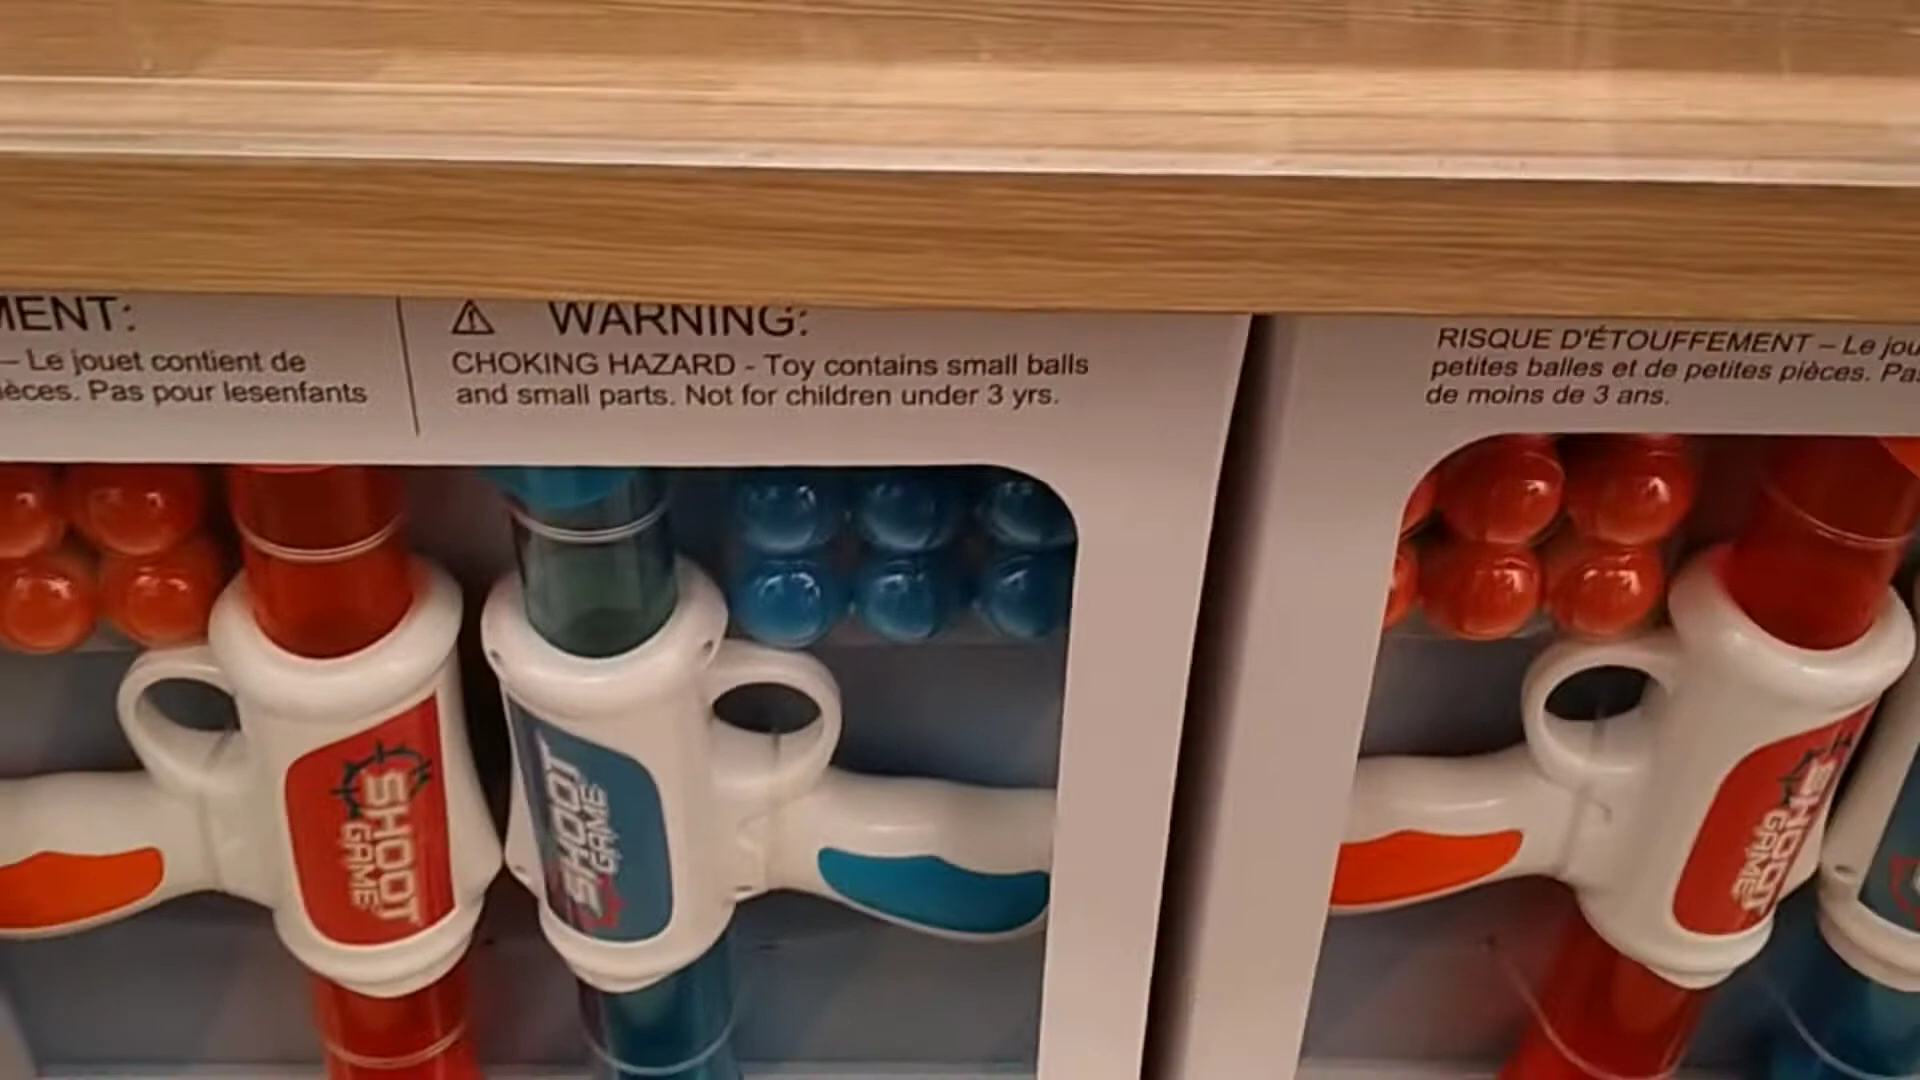 MENT:
– Le jouet contient de
ièces. Pas pour lesenfants
WARNING:
CHOKING HAZARD - Toy contains small balls
and small parts. Not for children under 3 yrs.
RISQUE D'ÉTOUFFEMENT – Le jou
petites balles et de petites pièces. Pas
de moins de 3 ans.
SHOOT
GAME
SHOOT
GAME
SHOOT
GAME